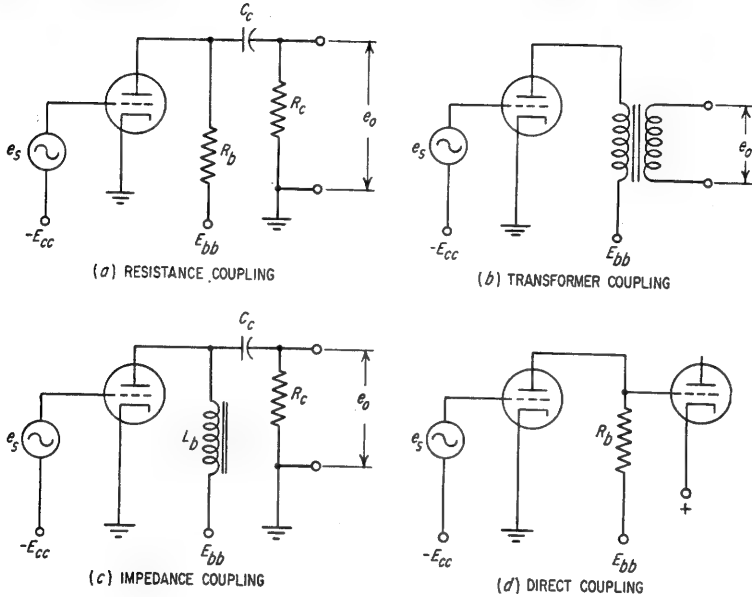 C_c
R_c
e_o
e_s
R_b
-E_cc
E_bb
(a) RESISTANCE COUPLING
e_s
e_o
-E_cc
E_bb
(b) TRANSFORMER COUPLING
C_c
R_c
e_o
e_s
L_b
-E_cc
E_bb
(c) IMPEDANCE COUPLING
e_s
R_b
+
-E_cc
E_bb
(d) DIRECT COUPLING